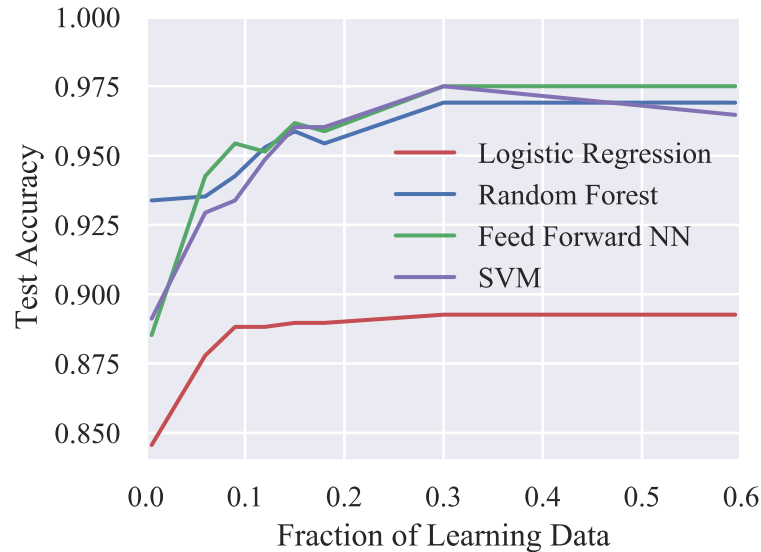 1.000
0.975
0.950
0.925
0.900
0.875
0.850
Test Accuracy
Logistic Regression
Random Forest
Feed Forward NN
SVM
0.0 0.1 0.2 0.3 0.4 0.5 0.6
Fraction of Learning Data